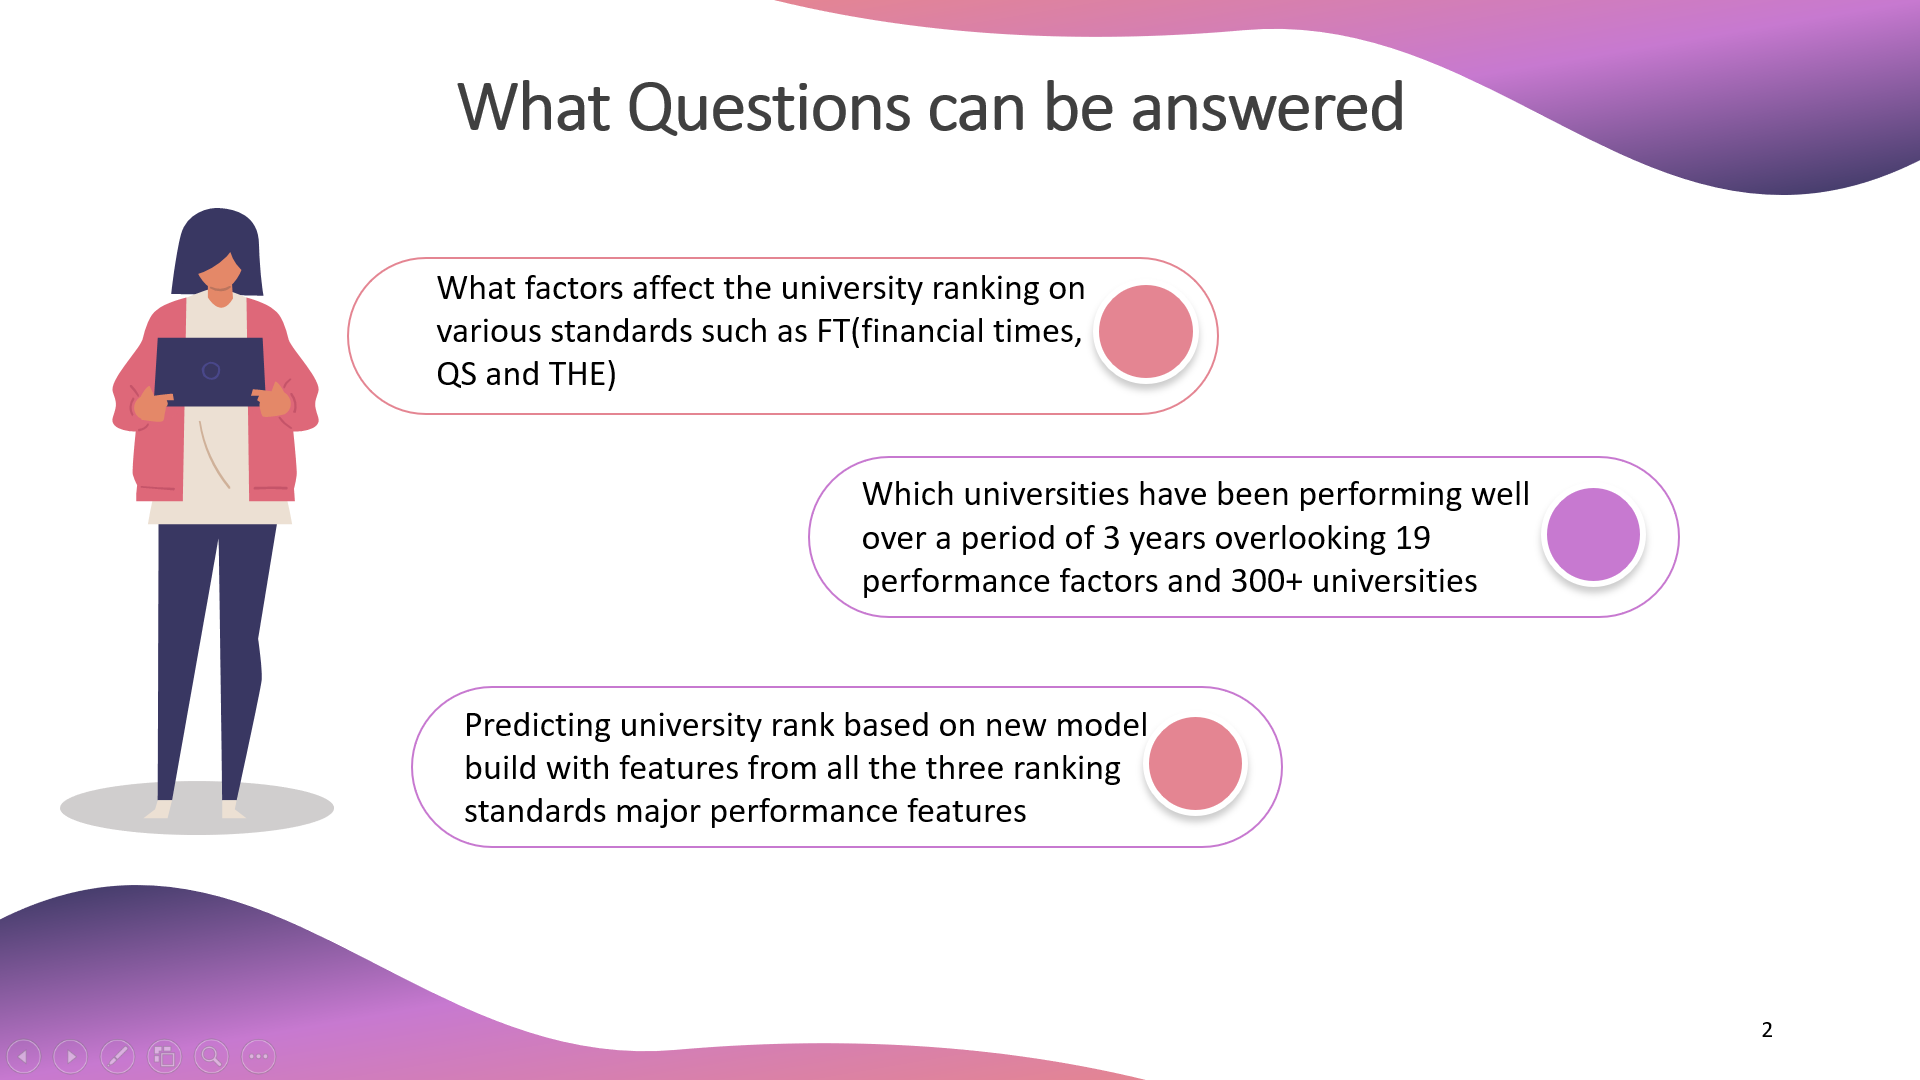 What Questions can be answered
What factors affect the university ranking on
various standards such as FT(financial times,
QS and THE)
Which universities have been performing well
over a period of 3 years overlooking 19
performance factors and 300+ universities
Predicting university rank based on new model
build with features from all the three ranking
standards major performance features
2